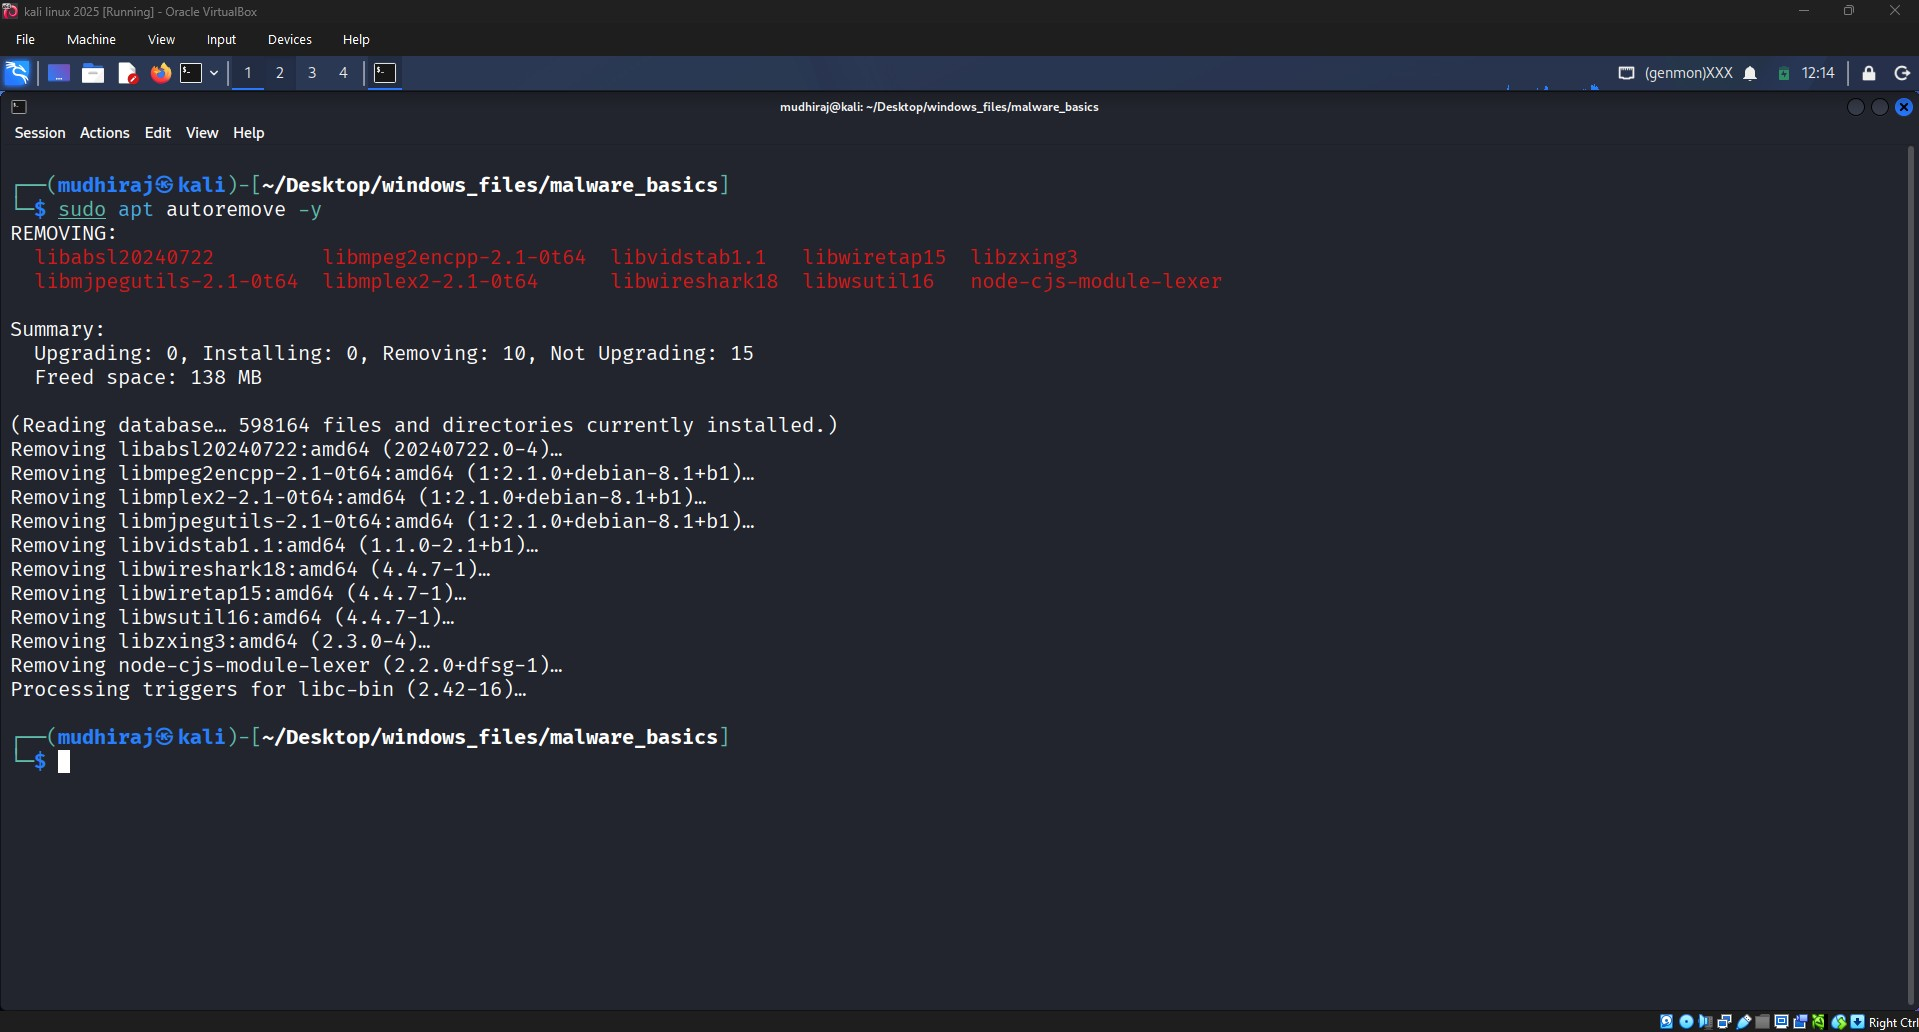 kali linux 2025 [Running] - Oracle VirtualBox
File Machine View Input Devices Help
1 2 3 4 (genmon)XXX 12:14
mudhiraj@kali: ~/Desktop/windows_files/malware_basics
Session Actions Edit View Help
┌──(mudhiraj㉿kali)-[~/Desktop/windows_files/malware_basics]
└─$ sudo apt autoremove -y
REMOVING:
libabsl20240722 libmpeg2encpp-2.1-0t64 libvidstab1.1 libwiretap15 libzxing3
libmjpegutils-2.1-0t64 libmplex2-2.1-0t64 libwireshark18 libwsutil16 node-cjs-module-lexer
Summary:
Upgrading: 0, Installing: 0, Removing: 10, Not Upgrading: 15
Freed space: 138 MB
(Reading database… 598164 files and directories currently installed.)
Removing libabsl20240722:amd64 (20240722.0-4)…
Removing libmpeg2encpp-2.1-0t64:amd64 (1:2.1.0+debian-8.1+b1)…
Removing libmplex2-2.1-0t64:amd64 (1:2.1.0+debian-8.1+b1)…
Removing libmjpegutils-2.1-0t64:amd64 (1:2.1.0+debian-8.1+b1)…
Removing libvidstab1.1:amd64 (1.1.0-2.1+b1)…
Removing libwireshark18:amd64 (4.4.7-1)…
Removing libwiretap15:amd64 (4.4.7-1)…
Removing libwsutil16:amd64 (4.4.7-1)…
Removing libzxing3:amd64 (2.3.0-4)…
Removing node-cjs-module-lexer (2.2.0+dfsg-1)…
Processing triggers for libc-bin (2.42-16)…
┌──(mudhiraj㉿kali)-[~/Desktop/windows_files/malware_basics]
└─$
Right Ctrl